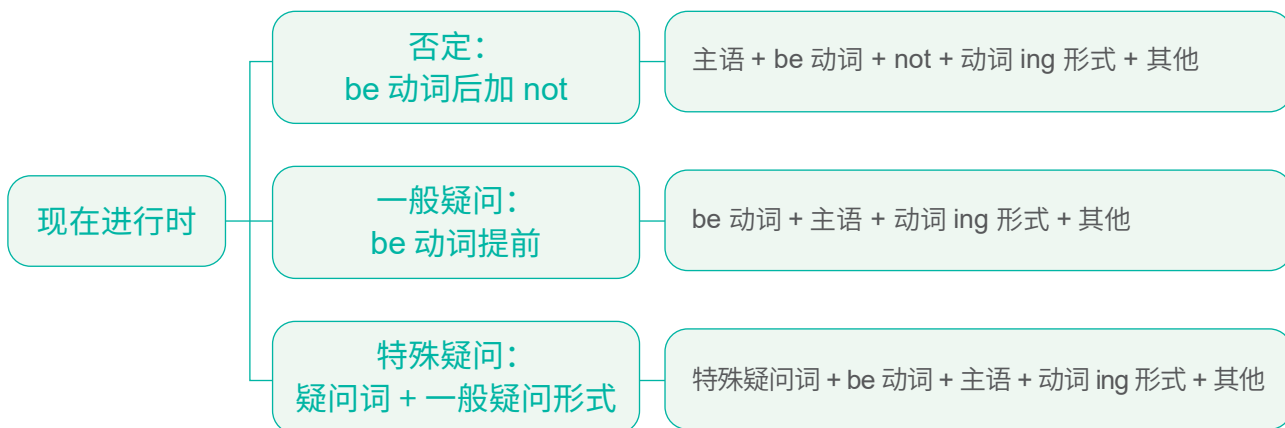 现在进行时
否定：
be 动词后加 not
主语 + be 动词 + not + 动词 ing 形式 + 其他
一般疑问：
be 动词提前
be 动词 + 主语 + 动词 ing 形式 + 其他
特殊疑问：
疑问词 + 一般疑问形式
特殊疑问词 + be 动词 + 主语 + 动词 ing 形式 + 其他